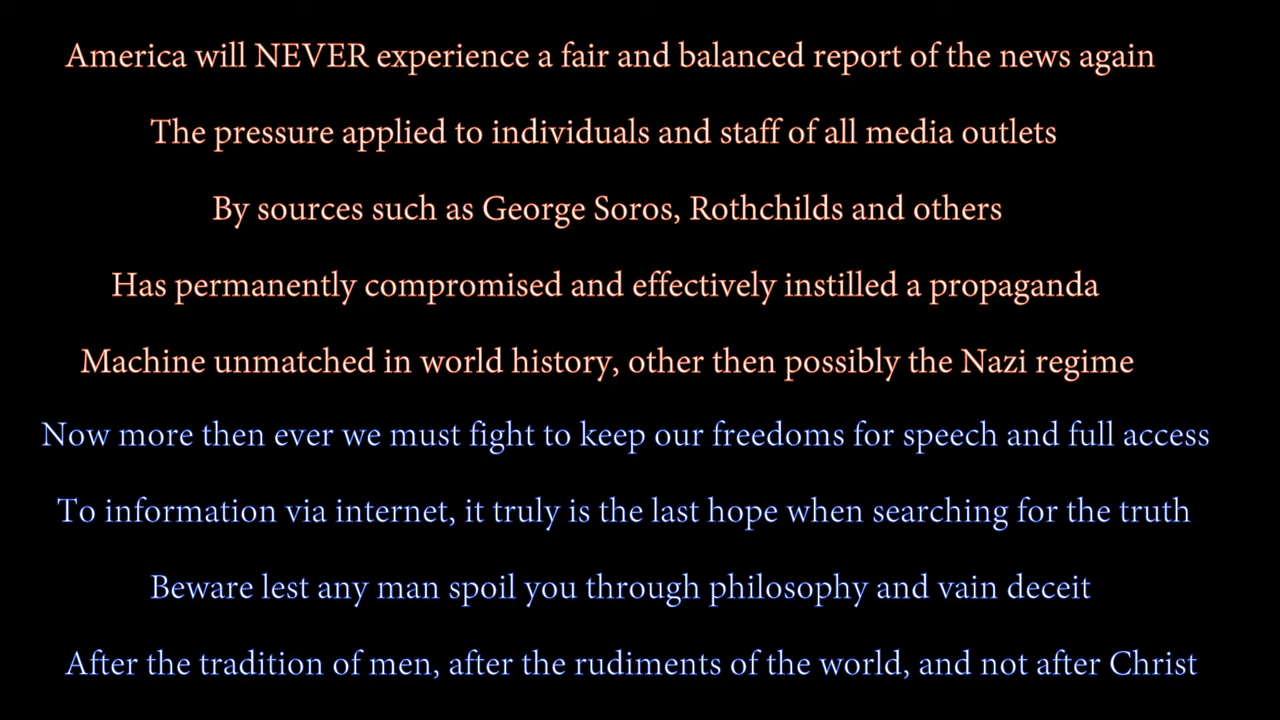 America will NEVER experience a fair and balanced report of the news again
The pressure applied to individuals and staff of all media outlets
By sources such as George Soros, Rothchilds and others
Has permanently compromised and effectively instilled a propaganda
Machine unmatched in world history, other then possibly the Nazi regime
Now more then ever we must fight to keep our freedoms for speech and full access
To information via internet, it truly is the last hope when searching for the truth
Beware lest any man spoil you through philosophy and vain deceit
After the tradition of men, after the rudiments of the world, and not after Christ